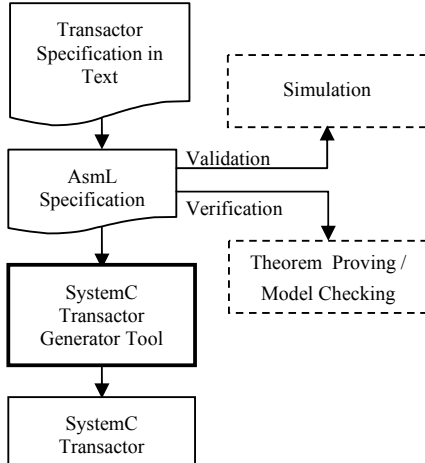 Transactor
Specification in
Text
Simulation
Validation
AsmL
Specification
Verification
Theorem Proving /
Model Checking
SystemC
Transactor
Generator Tool
SystemC
Transactor